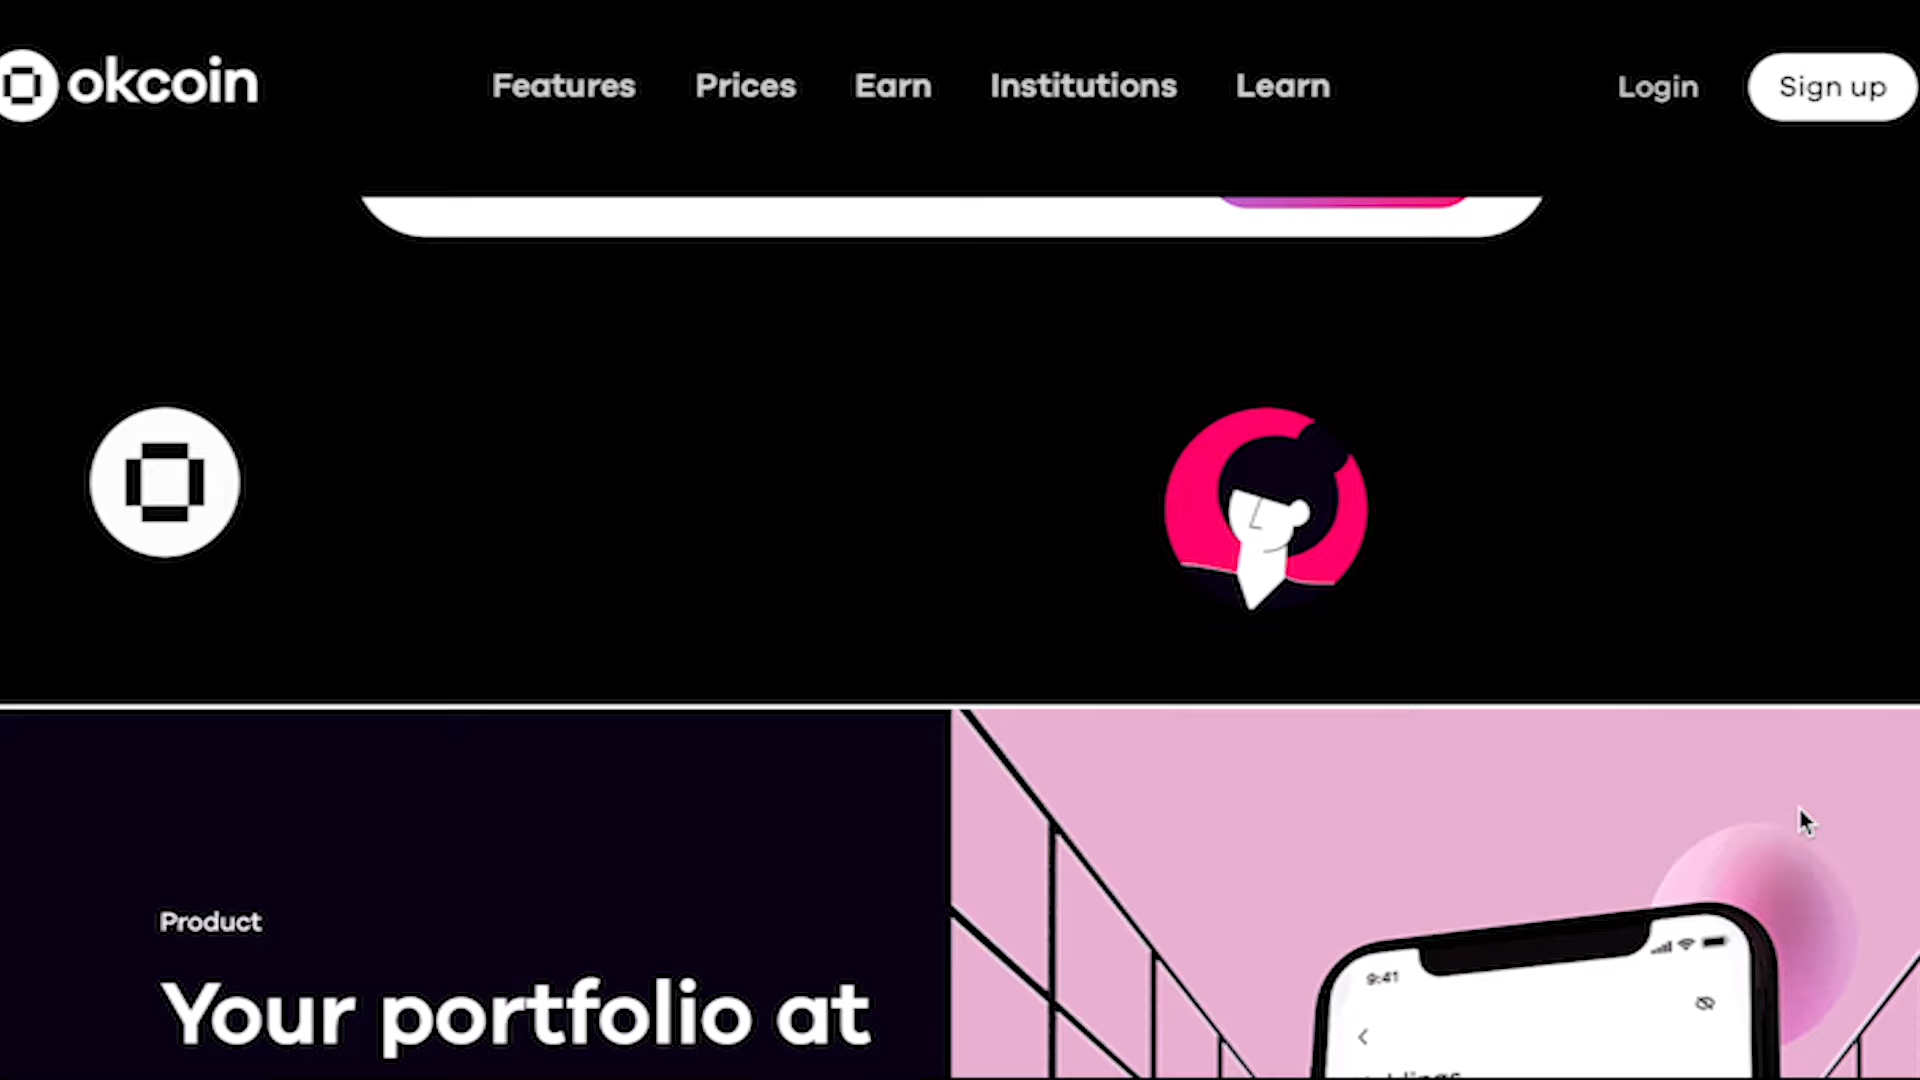 okcoin
Features
Prices
Earn
Institutions
Learn
Login
Sign up
Product
Your portfolio at
9:41